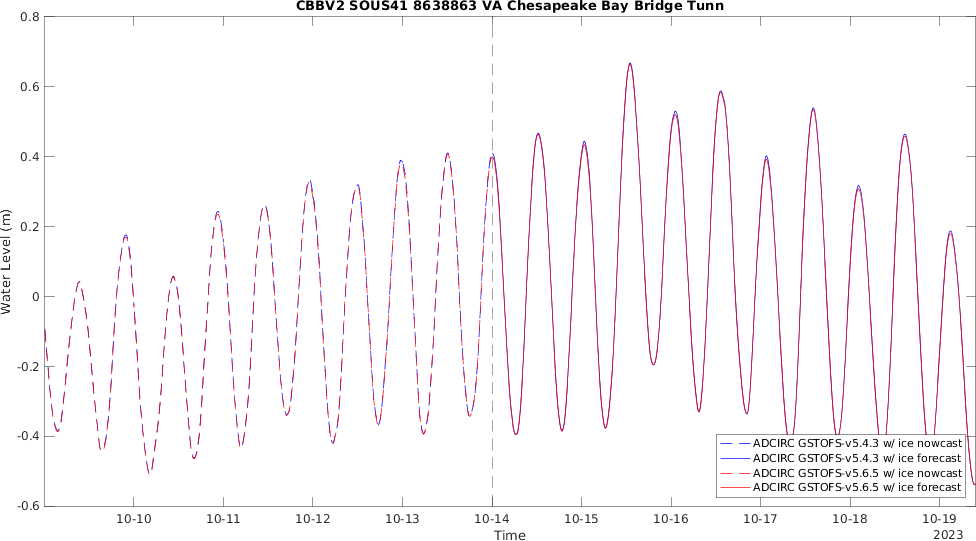 CBBV2 SOUS41 8638863 VA Chesapeake Bay Bridge Tunn
0.8
0.6
0.4
0.2
0
-0.2
-0.4
-0.6
Water Level (m)
ADCIRC GSTOFS-v5.4.3 w/ ice nowcast
ADCIRC GSTOFS-v5.4.3 w/ ice forecast
ADCIRC GSTOFS-v5.6.5 w/ ice nowcast
ADCIRC GSTOFS-v5.6.5 w/ ice forecast
10-10 10-11 10-12 10-13 10-14 10-15 10-16 10-17 10-18 10-19
Time 2023